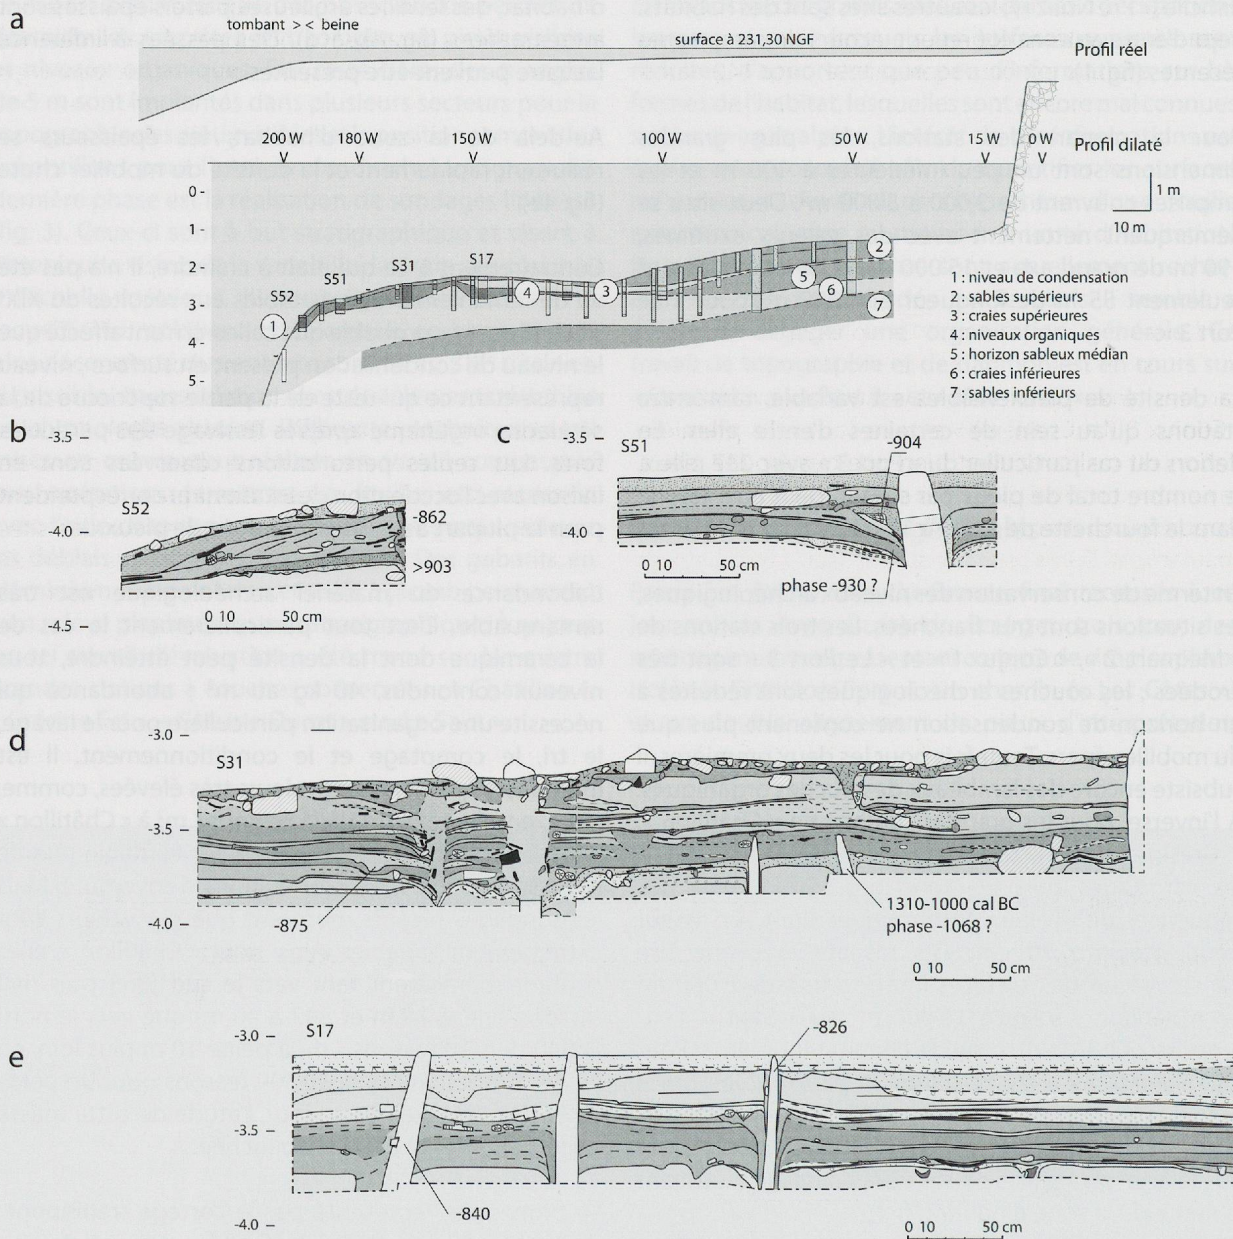 a
tombant > < beine
surface à 231,30 NGF
Profil réel
200 W 180 W 150 W 100 W 50 W 15 W 0 W
Profil dilaté
0 -
1 -
2 -
3 -
4 -
5 -
1 m
10 m
S52 S51 S31 S17
1 2 3 4 5 6 7
1 : niveau de condensation
2 : sables supérieurs
3 : craies supérieures
4 : niveaux organiques
5 : horizon sableux médian
6 : craies inférieures
7 : sables inférieurs
b
-3.5 –
S52
-4.0 –
-4.5 –
-862
>903
0 10 50 cm
c
-3.5 –
S51
-904
-4.0 –
0 10 50 cm
phase -930 ?
d
-3.0 –
S31
-3.5 –
-4.0 –
-875
1310-1000 cal BC
phase -1068 ?
0 10 50 cm
e
-3.0 –
S17
-826
-3.5 –
-840
-4.0 –
0 10 50 cm